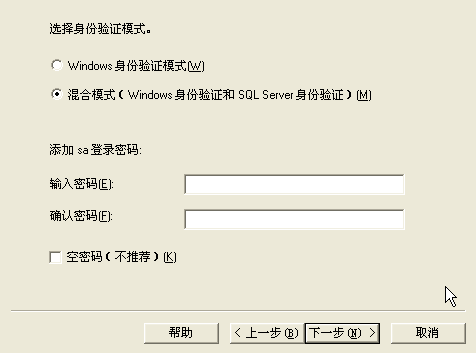 选择身份验证模式。
Windows 身份验证模式(W)
混合模式（Windows 身份验证和 SQL Server 身份验证）(M)
添加 sa 登录密码:
输入密码(E):
确认密码(F):
空密码（不推荐）(K)
帮助 < 上一步(B) 下一步(N) > 取消